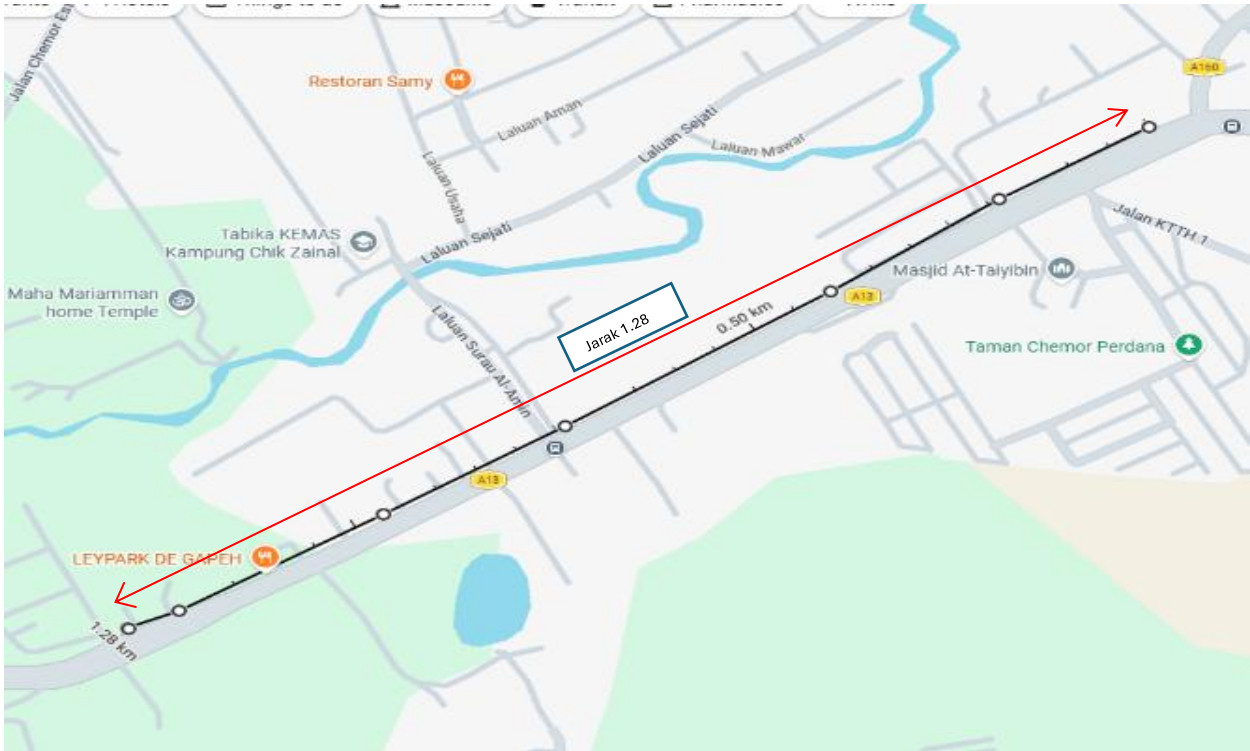 Jalan Chemor
Restoran Samy
A160
Laluan Aman
Laluan Sejati
Laluan Mawar
Laluan Usaha
Tabika KEMAS
Kampung Chik Zainal
Laluan Sejati
Jalan KTTH 1
Masjid At-Taiyibin
Maha Mariamman
home Temple
A13
Jarak 1.28
0.50 km
Laluan Surau Al-Amin
Taman Chemor Perdana
A13
LEYPARK DE GAPEH
1.28 km